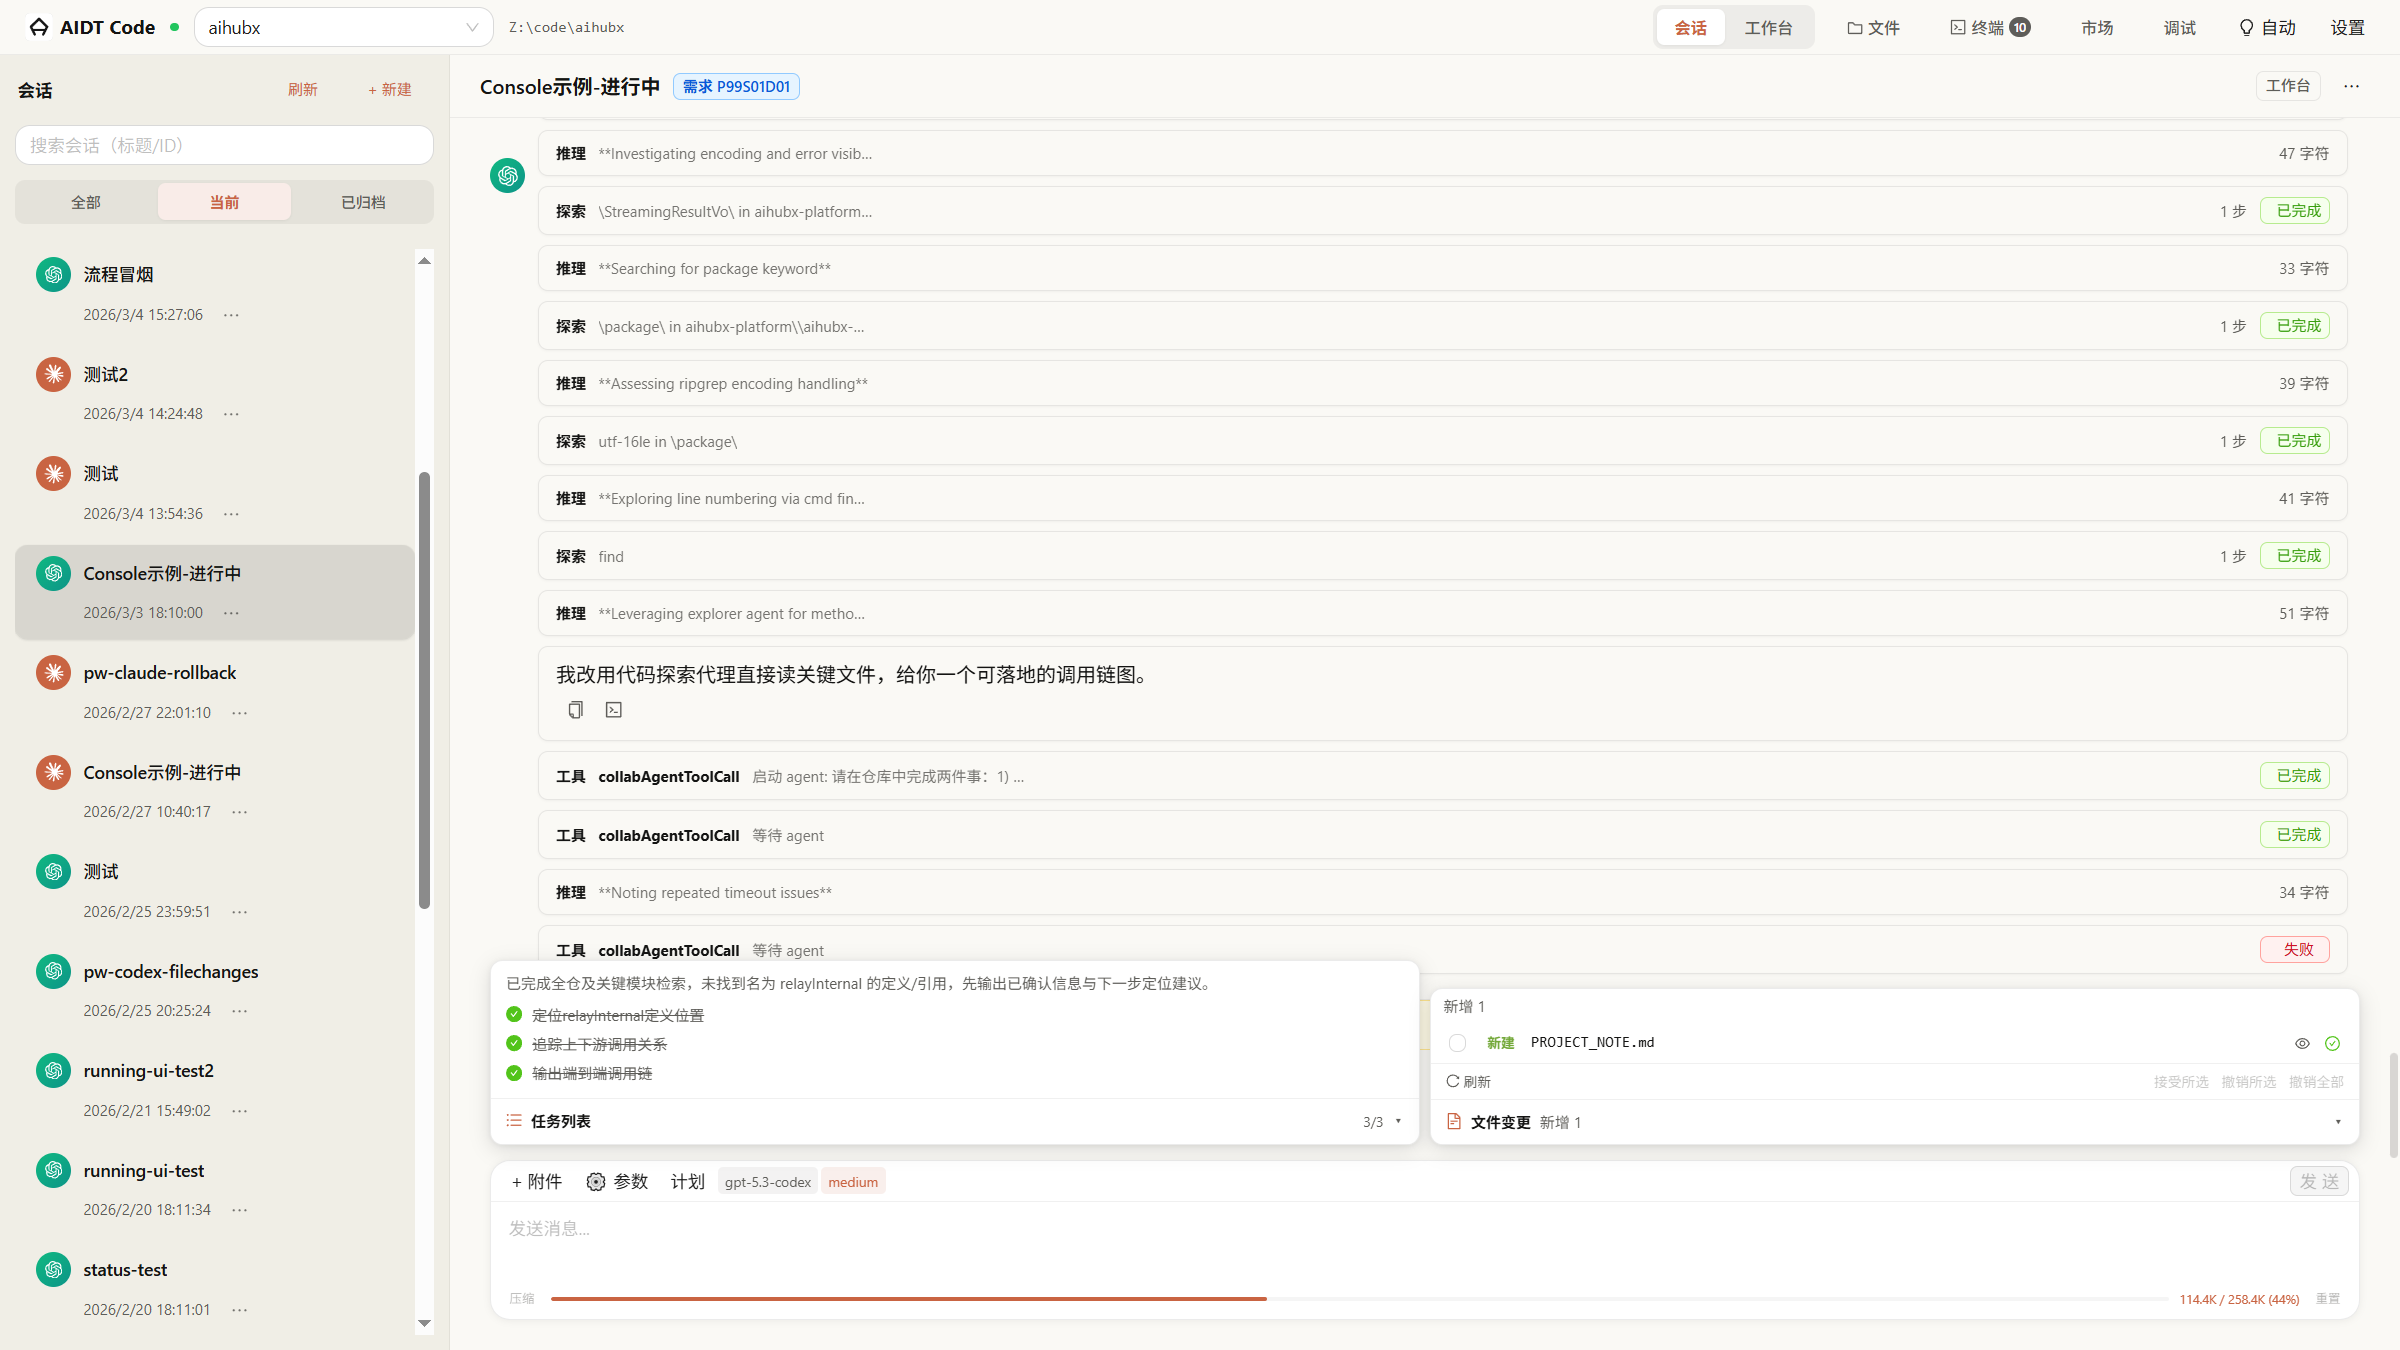 AIDT Code
aihubx
Z:\code\aihubx
会话
工作台
文件
终端 10
市场
调试
自动
设置
会话
刷新
+ 新建
搜索会话（标题/ID）
全部
当前
已归档
流程冒烟
2026/3/4 15:27:06 ···
测试2
2026/3/4 14:24:48 ···
测试
2026/3/4 13:54:36 ···
Console示例-进行中
2026/3/3 18:10:00 ···
pw-claude-rollback
2026/2/27 22:01:10 ···
Console示例-进行中
2026/2/27 10:40:17 ···
测试
2026/2/25 23:59:51 ···
pw-codex-filechanges
2026/2/25 20:25:24 ···
running-ui-test2
2026/2/21 15:49:02 ···
running-ui-test
2026/2/20 18:11:34 ···
status-test
2026/2/20 18:11:01 ···
Console示例-进行中 需求 P99S01D01
工作台 ···
推理 **Investigating encoding and error visib... 47 字符
探索 \StreamingResultVo\ in aihubx-platform... 1 步 已完成
推理 **Searching for package keyword** 33 字符
探索 \package\ in aihubx-platform\\aihubx-... 1 步 已完成
推理 **Assessing ripgrep encoding handling** 39 字符
探索 utf-16le in \package\ 1 步 已完成
推理 **Exploring line numbering via cmd fin... 41 字符
探索 find 1 步 已完成
推理 **Leveraging explorer agent for metho... 51 字符
我改用代码探索代理直接读关键文件，给你一个可落地的调用链图。
工具 collabAgentToolCall 启动 agent: 请在仓库中完成两件事：1) ... 已完成
工具 collabAgentToolCall 等待 agent 已完成
推理 **Noting repeated timeout issues** 34 字符
工具 collabAgentToolCall 等待 agent 失败
已完成全仓及关键模块检索，未找到名为 relayInternal 的定义/引用，先输出已确认信息与下一步定位建议。
定位relayInternal定义位置
追踪上下游调用关系
输出端到端调用链
任务列表 3/3
新增 1
新建 PROJECT_NOTE.md
刷新 接受所选 撤销所选 撤销全部
文件变更 新增 1
+ 附件 参数 计划 gpt-5.3-codex medium 发 送
发送消息...
压缩 114.4K / 258.4K (44%) 重置